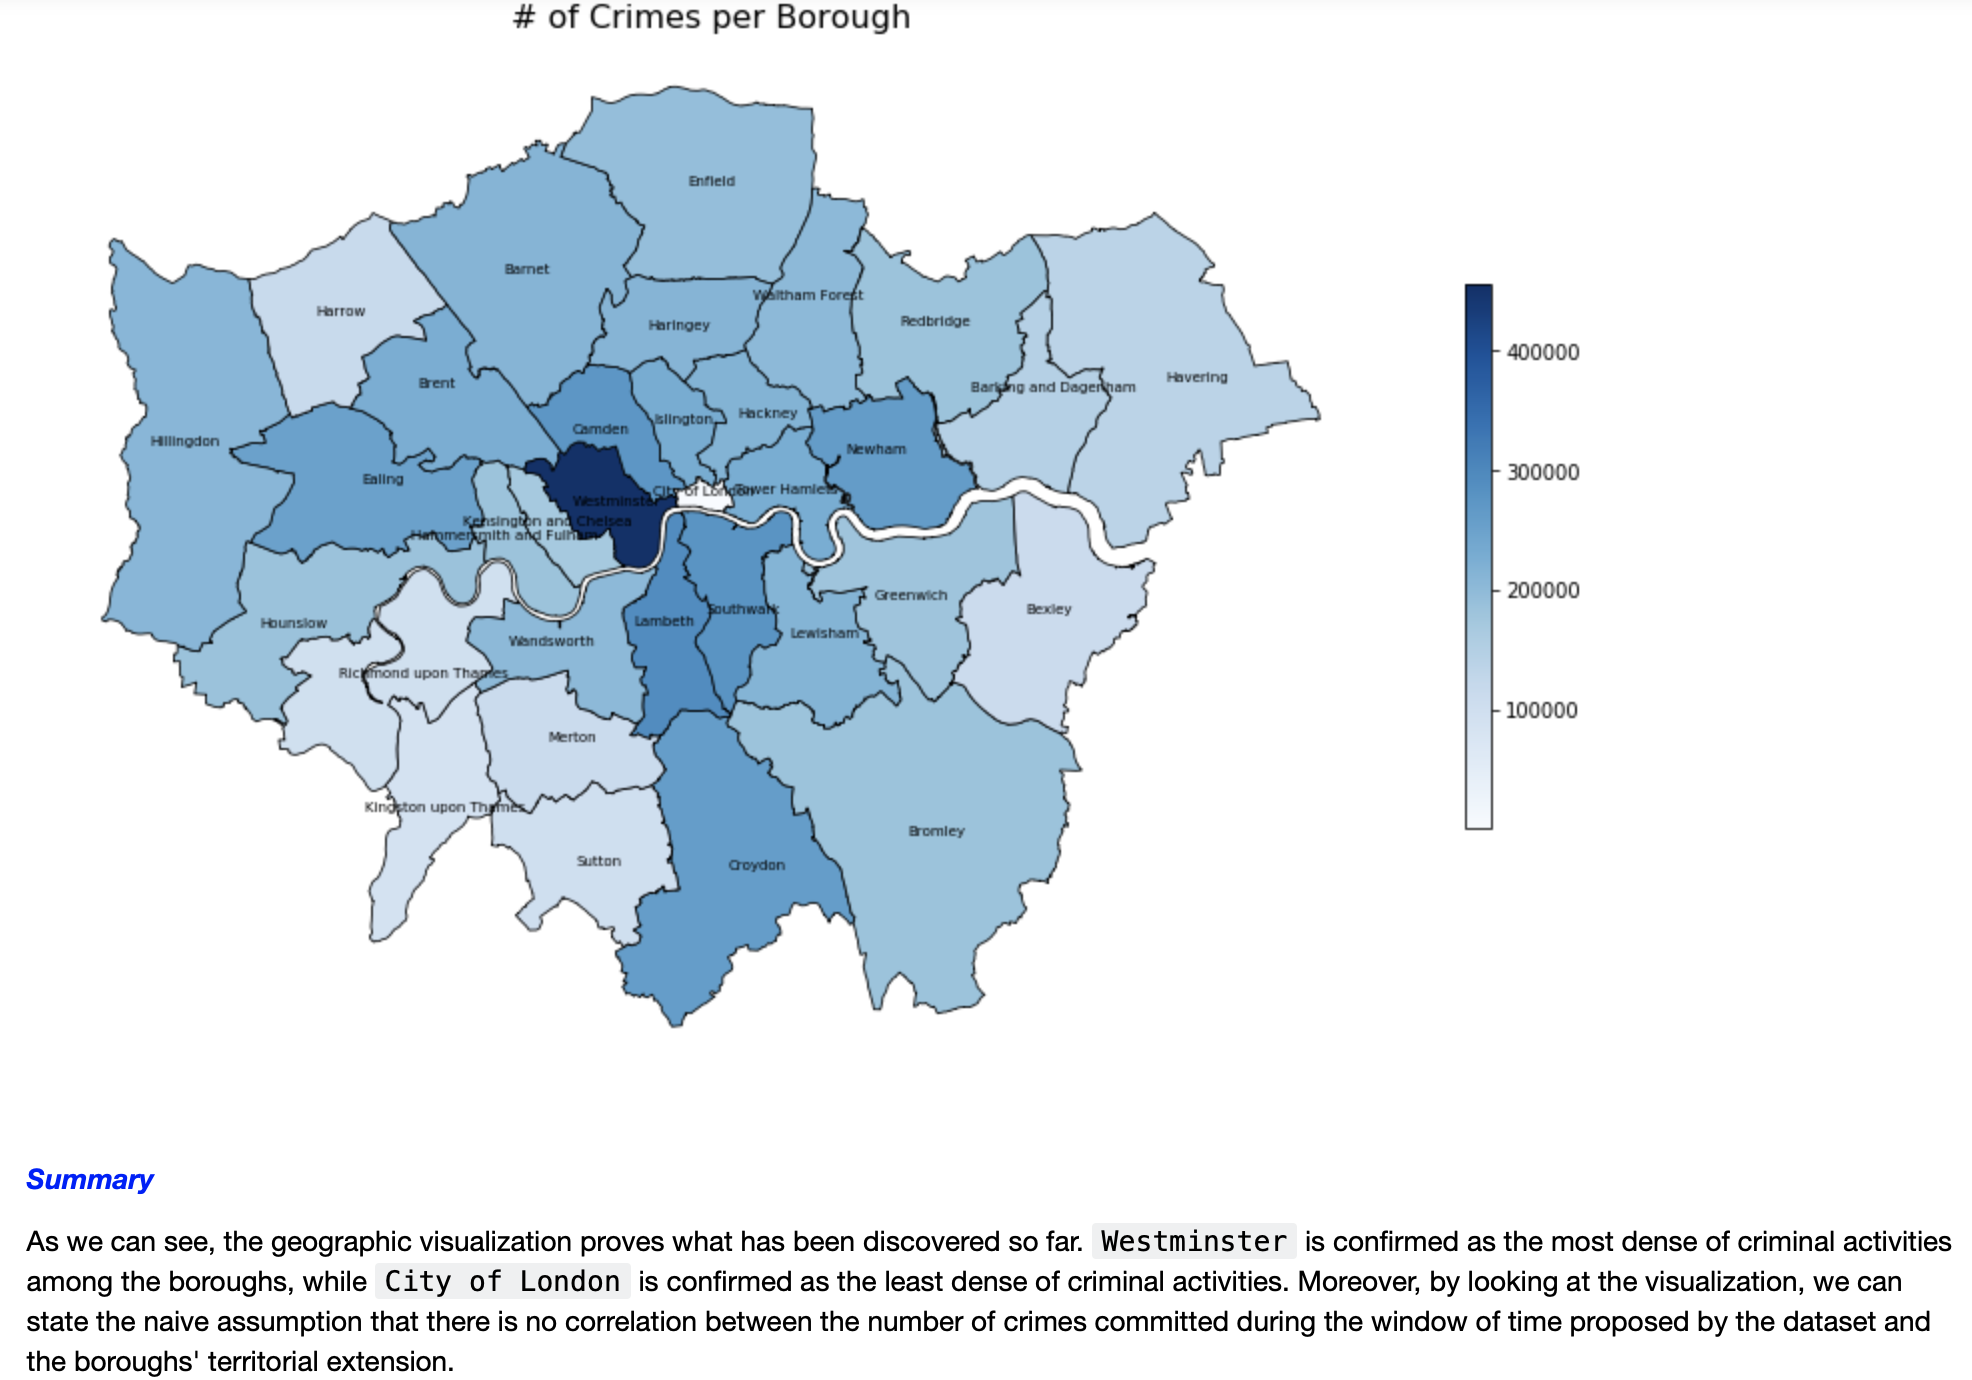 # of Crimes per Borough
Enfield
Barnet
Waltham Forest
Harrow
Haringey
Redbridge
Havering
Brent
Barking and Dagenham
Hackney
Islington
Camden
Hillingdon
Newham
Ealing
Tower Hamlets
City of London
Westminster
Kensington and Chelsea
Hammersmith and Fulham
Greenwich
Bexley
Southwark
Lambeth
Hounslow
Lewisham
Wandsworth
Richmond upon Thames
Merton
Kingston upon Thames
Bromley
Sutton
Croydon
400000
300000
200000
100000
Summary
As we can see, the geographic visualization proves what has been discovered so far. Westminster is confirmed as the most dense of criminal activities
among the boroughs, while City of London is confirmed as the least dense of criminal activities. Moreover, by looking at the visualization, we can
state the naive assumption that there is no correlation between the number of crimes committed during the window of time proposed by the dataset and
the boroughs' territorial extension.